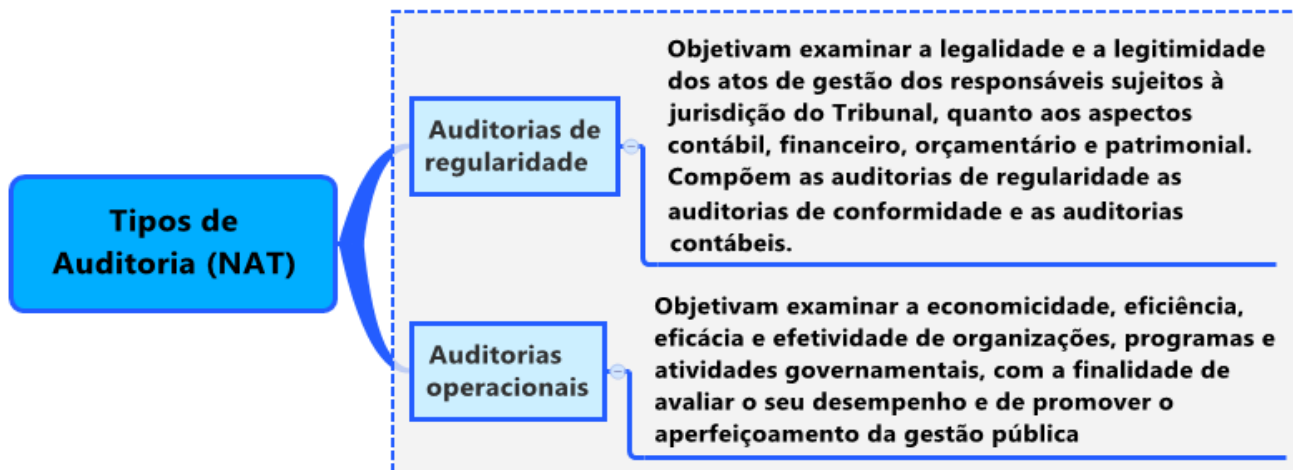 Tipos de
Auditoria (NAT)
Auditorias de
regularidade
Objetivam examinar a legalidade e a legitimidade
dos atos de gestão dos responsáveis sujeitos à
jurisdição do Tribunal, quanto aos aspectos
contábil, financeiro, orçamentário e patrimonial.
Compõem as auditorias de regularidade as
auditorias de conformidade e as auditorias
contábeis.
Auditorias
operacionais
Objetivam examinar a economicidade, eficiência,
eficácia e efetividade de organizações, programas e
atividades governamentais, com a finalidade de
avaliar o seu desempenho e de promover o
aperfeiçoamento da gestão pública